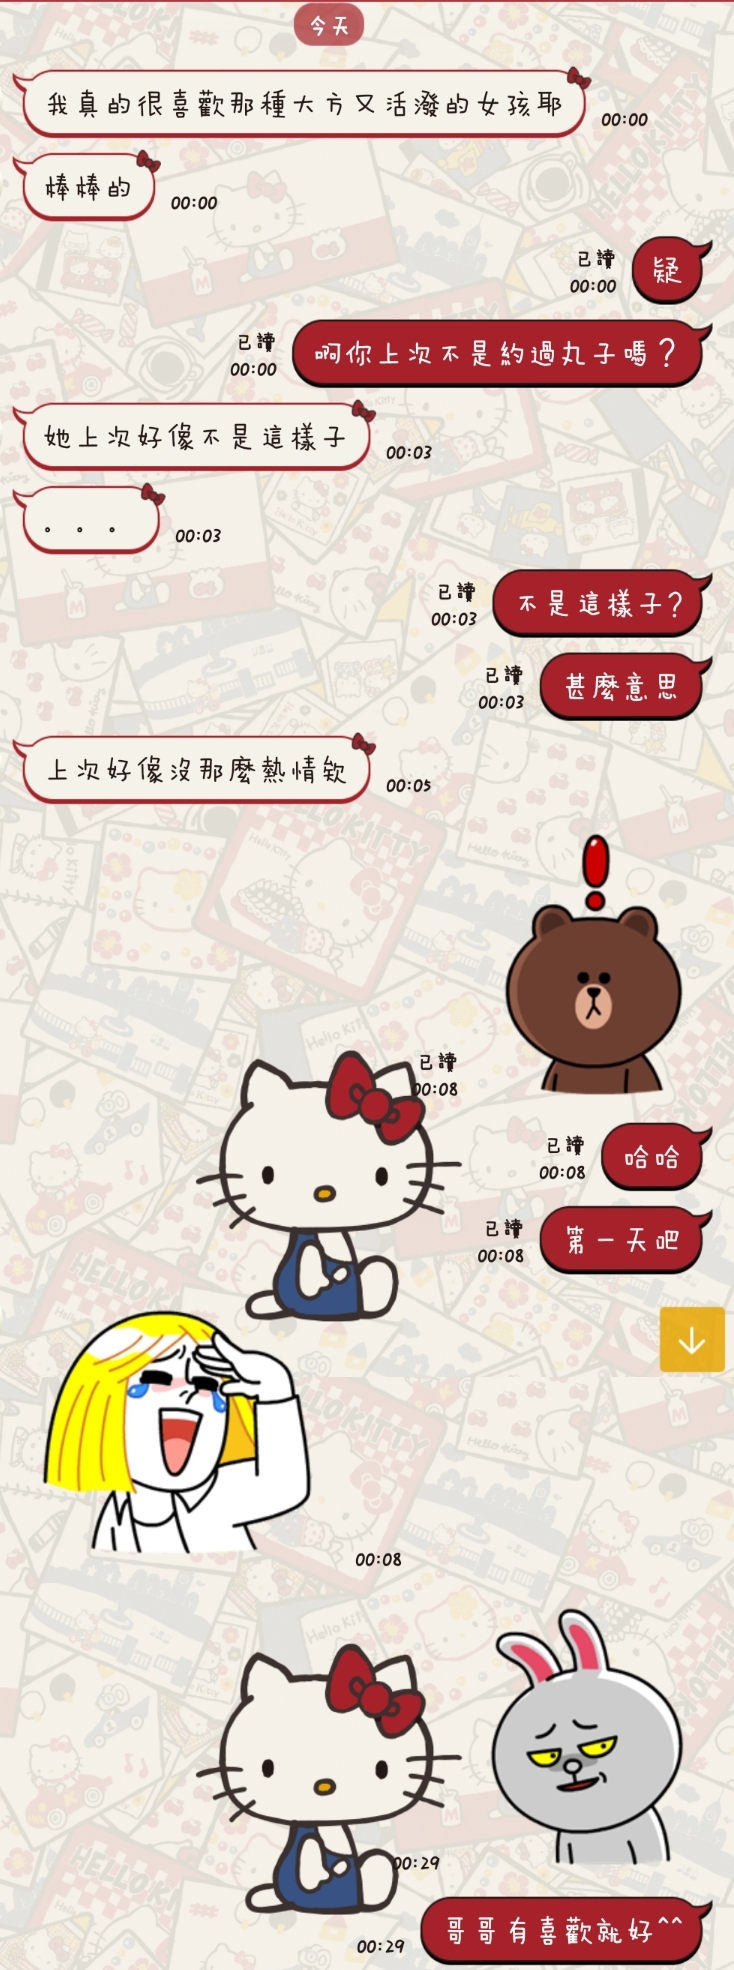 今天
我真的很喜歡那種大方又活潑的女孩耶
00:00
棒棒的
00:00
已讀
00:00
疑
已讀
00:00
啊你上次不是約過丸子嗎？
她上次好像不是這樣子
00:03
。。。
00:03
已讀
00:03
不是這樣子?
已讀
00:03
甚麼意思
上次好像沒那麼熱情欸
00:05
已讀
00:08
已讀
00:08
哈哈
已讀
00:08
第一天吧
00:08
00:29
00:29
哥哥有喜歡就好^^